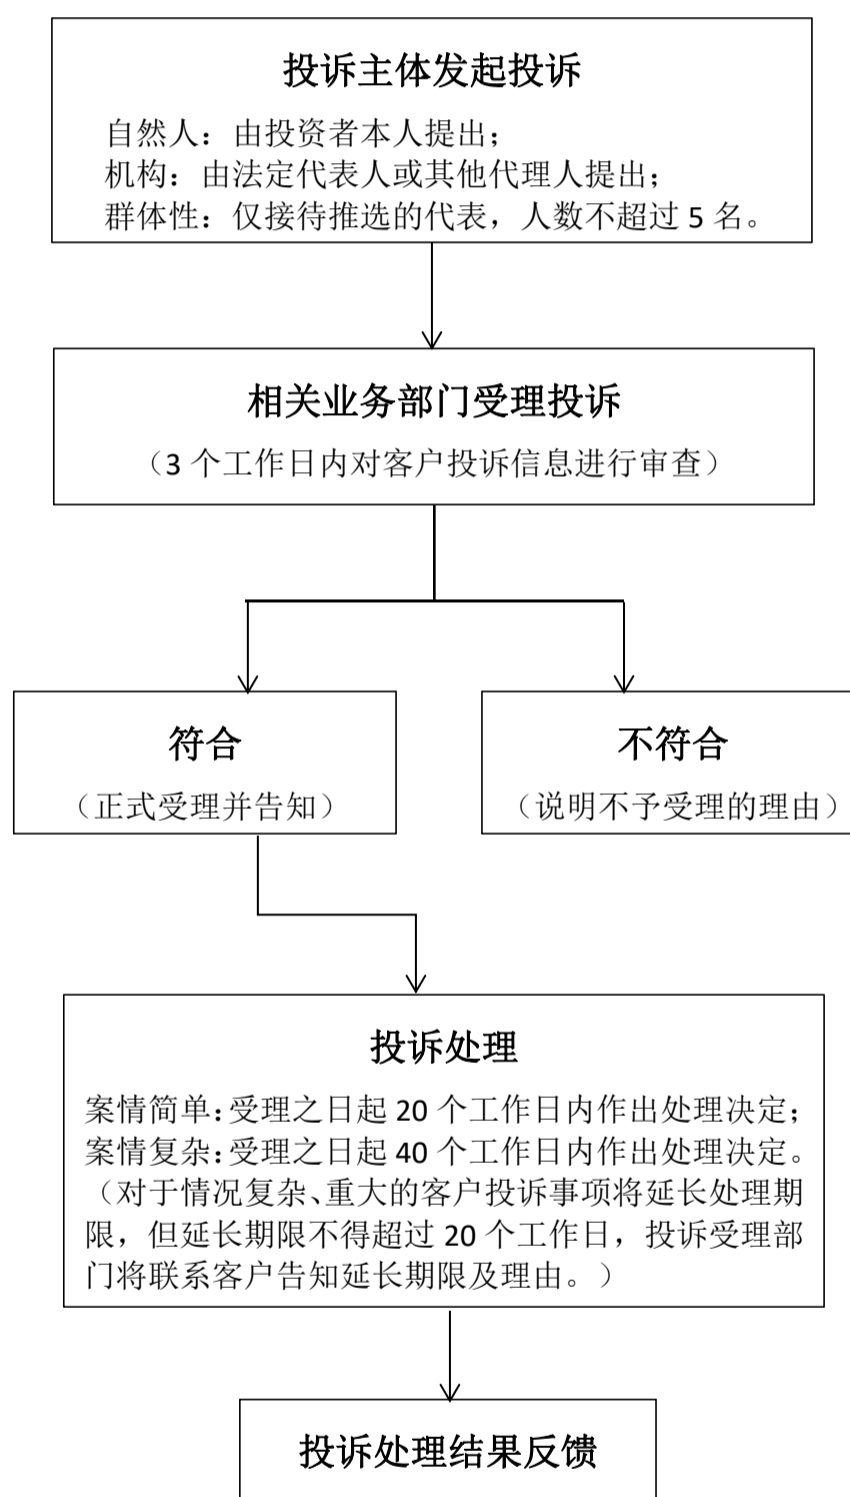 投诉主体发起投诉
自然人：由投资者本人提出；
机构：由法定代表人或其他代理人提出；
群体性：仅接待推选的代表，人数不超过 5 名。
相关业务部门受理投诉
（3 个工作日内对客户投诉信息进行审查）
符合
（正式受理并告知）
不符合
（说明不予受理的理由）
投诉处理
案情简单：受理之日起 20 个工作日内作出处理决定；
案情复杂：受理之日起 40 个工作日内作出处理决定。
（对于情况复杂、重大的客户投诉事项将延长处理期
限，但延长期限不得超过 20 个工作日，投诉受理部
门将联系客户告知延长期限及理由。）
投诉处理结果反馈